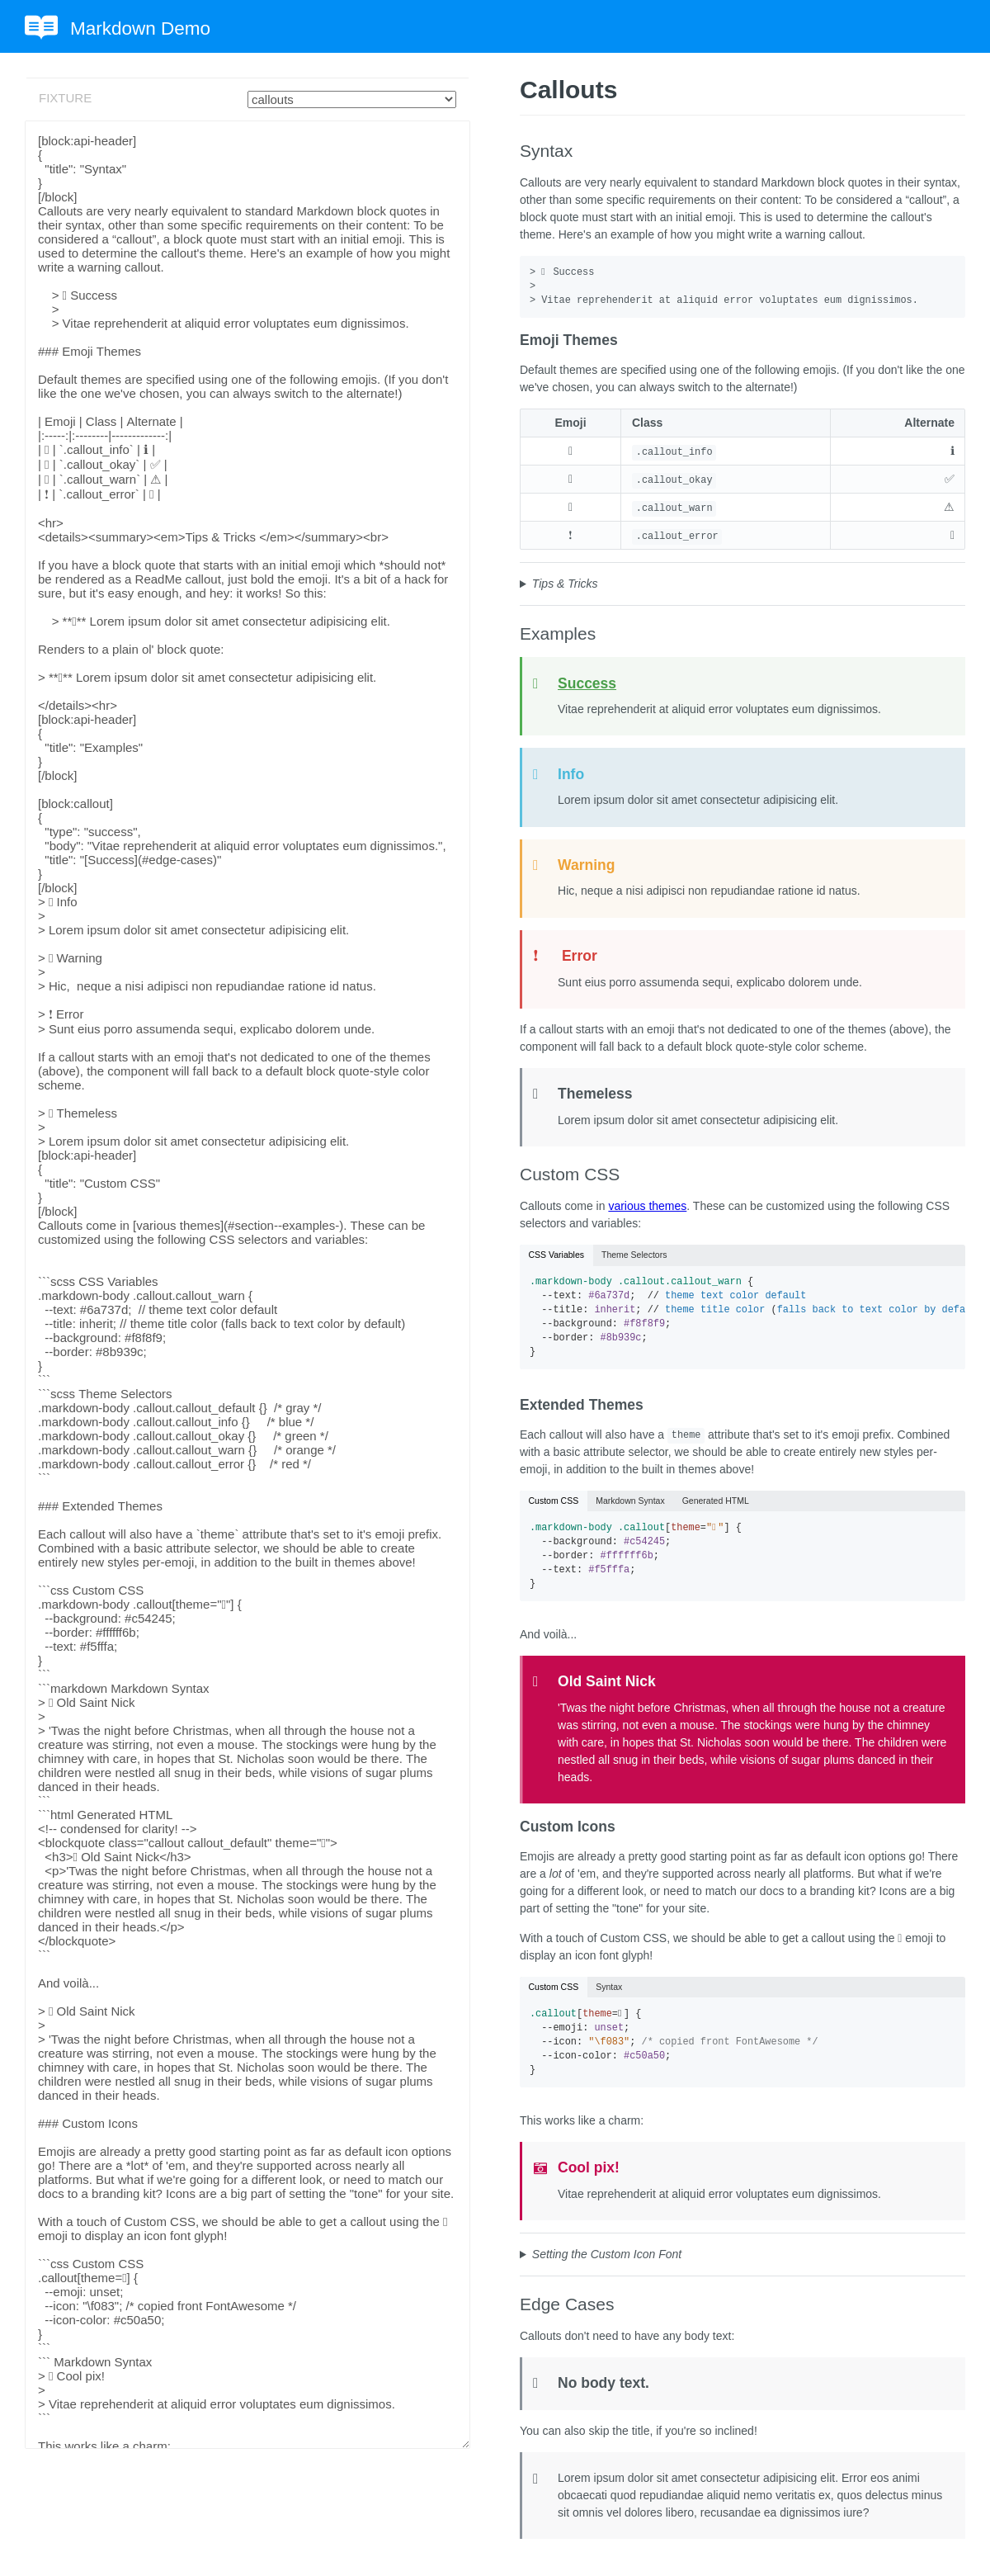 Markdown Demo
FIXTURE
callouts
[block:api-header]
{
"title": "Syntax"
}
[/block]
Callouts are very nearly equivalent to standard Markdown block quotes in
their syntax, other than some specific requirements on their content: To be
considered a “callout”, a block quote must start with an initial emoji. This is
used to determine the callout's theme. Here's an example of how you might
write a warning callout.
> Success
>
> Vitae reprehenderit at aliquid error voluptates eum dignissimos.
### Emoji Themes
Default themes are specified using one of the following emojis. (If you don't
like the one we've chosen, you can always switch to the alternate!)
| Emoji | Class | Alternate |
|:-----:|:--------|-------------:|
| | `.callout_info` | ℹ |
| | `.callout_okay` | ✅ |
| | `.callout_warn` | ⚠ |
| ❗ | `.callout_error` | |
<hr>
<details><summary><em>Tips & Tricks </em></summary><br>
If you have a block quote that starts with an initial emoji which *should not*
be rendered as a ReadMe callout, just bold the emoji. It's a bit of a hack for
sure, but it's easy enough, and hey: it works! So this:
> **** Lorem ipsum dolor sit amet consectetur adipisicing elit.
Renders to a plain ol' block quote:
> **** Lorem ipsum dolor sit amet consectetur adipisicing elit.
</details><hr>
[block:api-header]
{
"title": "Examples"
}
[/block]
[block:callout]
{
"type": "success",
"body": "Vitae reprehenderit at aliquid error voluptates eum dignissimos.",
"title": "[Success](#edge-cases)"
}
[/block]
> Info
>
> Lorem ipsum dolor sit amet consectetur adipisicing elit.
> Warning
>
> Hic, neque a nisi adipisci non repudiandae ratione id natus.
> ❗ Error
> Sunt eius porro assumenda sequi, explicabo dolorem unde.
If a callout starts with an emoji that's not dedicated to one of the themes
(above), the component will fall back to a default block quote-style color
scheme.
> Themeless
>
> Lorem ipsum dolor sit amet consectetur adipisicing elit.
[block:api-header]
{
"title": "Custom CSS"
}
[/block]
Callouts come in [various themes](#section--examples-). These can be
customized using the following CSS selectors and variables:
```scss CSS Variables
.markdown-body .callout.callout_warn {
--text: #6a737d; // theme text color default
--title: inherit; // theme title color (falls back to text color by default)
--background: #f8f8f9;
--border: #8b939c;
}
```
```scss Theme Selectors
.markdown-body .callout.callout_default {} /* gray */
.markdown-body .callout.callout_info {} /* blue */
.markdown-body .callout.callout_okay {} /* green */
.markdown-body .callout.callout_warn {} /* orange */
.markdown-body .callout.callout_error {} /* red */
```
### Extended Themes
Each callout will also have a `theme` attribute that's set to it's emoji prefix.
Combined with a basic attribute selector, we should be able to create
entirely new styles per-emoji, in addition to the built in themes above!
```css Custom CSS
.markdown-body .callout[theme=""] {
--background: #c54245;
--border: #ffffff6b;
--text: #f5fffa;
}
```
```markdown Markdown Syntax
> Old Saint Nick
>
> 'Twas the night before Christmas, when all through the house not a
creature was stirring, not even a mouse. The stockings were hung by the
chimney with care, in hopes that St. Nicholas soon would be there. The
children were nestled all snug in their beds, while visions of sugar plums
danced in their heads.
```
```html Generated HTML
<!-- condensed for clarity! -->
<blockquote class="callout callout_default" theme="">
<h3> Old Saint Nick</h3>
<p>'Twas the night before Christmas, when all through the house not a
creature was stirring, not even a mouse. The stockings were hung by the
chimney with care, in hopes that St. Nicholas soon would be there. The
children were nestled all snug in their beds, while visions of sugar plums
danced in their heads.</p>
</blockquote>
```
And voilà...
> Old Saint Nick
>
> 'Twas the night before Christmas, when all through the house not a
creature was stirring, not even a mouse. The stockings were hung by the
chimney with care, in hopes that St. Nicholas soon would be there. The
children were nestled all snug in their beds, while visions of sugar plums
danced in their heads.
### Custom Icons
Emojis are already a pretty good starting point as far as default icon options
go! There are a *lot* of 'em, and they're supported across nearly all
platforms. But what if we're going for a different look, or need to match our
docs to a branding kit? Icons are a big part of setting the "tone" for your site.
With a touch of Custom CSS, we should be able to get a callout using the
emoji to display an icon font glyph!
```css Custom CSS
.callout[theme=] {
--emoji: unset;
--icon: "\f083"; /* copied front FontAwesome */
--icon-color: #c50a50;
}
```
``` Markdown Syntax
> Cool pix!
>
> Vitae reprehenderit at aliquid error voluptates eum dignissimos.
```
This works like a charm:
Callouts
Syntax
Callouts are very nearly equivalent to standard Markdown block quotes in their syntax,
other than some specific requirements on their content: To be considered a “callout”, a
block quote must start with an initial emoji. This is used to determine the callout's
theme. Here's an example of how you might write a warning callout.
> Success
>
> Vitae reprehenderit at aliquid error voluptates eum dignissimos.
Emoji Themes
Default themes are specified using one of the following emojis. (If you don't like the one
we've chosen, you can always switch to the alternate!)
Emoji Class Alternate
.callout_info ℹ
.callout_okay ✅
.callout_warn ⚠
❗ .callout_error
Tips & Tricks
Examples
Success
Vitae reprehenderit at aliquid error voluptates eum dignissimos.
Info
Lorem ipsum dolor sit amet consectetur adipisicing elit.
Warning
Hic, neque a nisi adipisci non repudiandae ratione id natus.
❗ Error
Sunt eius porro assumenda sequi, explicabo dolorem unde.
If a callout starts with an emoji that's not dedicated to one of the themes (above), the
component will fall back to a default block quote-style color scheme.
Themeless
Lorem ipsum dolor sit amet consectetur adipisicing elit.
Custom CSS
Callouts come in various themes. These can be customized using the following CSS
selectors and variables:
CSS Variables Theme Selectors
.markdown-body .callout.callout_warn {
--text: #6a737d; // theme text color default
--title: inherit; // theme title color (falls back to text color by defa
--background: #f8f8f9;
--border: #8b939c;
}
Extended Themes
Each callout will also have a theme attribute that's set to it's emoji prefix. Combined
with a basic attribute selector, we should be able to create entirely new styles per-
emoji, in addition to the built in themes above!
Custom CSS Markdown Syntax Generated HTML
.markdown-body .callout[theme=""] {
--background: #c54245;
--border: #ffffff6b;
--text: #f5fffa;
}
And voilà...
Old Saint Nick
'Twas the night before Christmas, when all through the house not a creature
was stirring, not even a mouse. The stockings were hung by the chimney
with care, in hopes that St. Nicholas soon would be there. The children were
nestled all snug in their beds, while visions of sugar plums danced in their
heads.
Custom Icons
Emojis are already a pretty good starting point as far as default icon options go! There
are a lot of 'em, and they're supported across nearly all platforms. But what if we're
going for a different look, or need to match our docs to a branding kit? Icons are a big
part of setting the "tone" for your site.
With a touch of Custom CSS, we should be able to get a callout using the emoji to
display an icon font glyph!
Custom CSS Syntax
.callout[theme=] {
--emoji: unset;
--icon: "\f083"; /* copied front FontAwesome */
--icon-color: #c50a50;
}
This works like a charm:
Cool pix!
Vitae reprehenderit at aliquid error voluptates eum dignissimos.
Setting the Custom Icon Font
Edge Cases
Callouts don't need to have any body text:
No body text.
You can also skip the title, if you're so inclined!
Lorem ipsum dolor sit amet consectetur adipisicing elit. Error eos animi
obcaecati quod repudiandae aliquid nemo veritatis ex, quos delectus minus
sit omnis vel dolores libero, recusandae ea dignissimos iure?